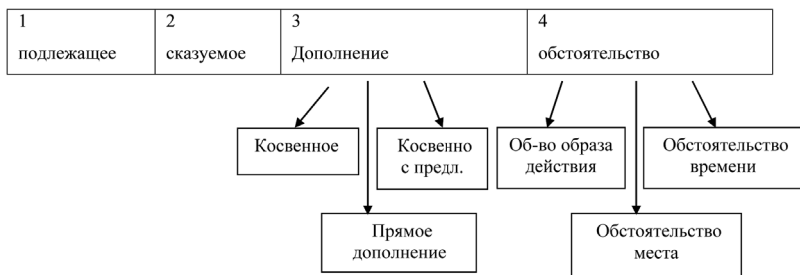 1
подлежащее
2
сказуемое
3
Дополнение
4
обстоятельство
Косвенное
Косвенно
с предл.
Об-во образа
действия
Обстоятельство
времени
Прямое
дополнение
Обстоятельство
места